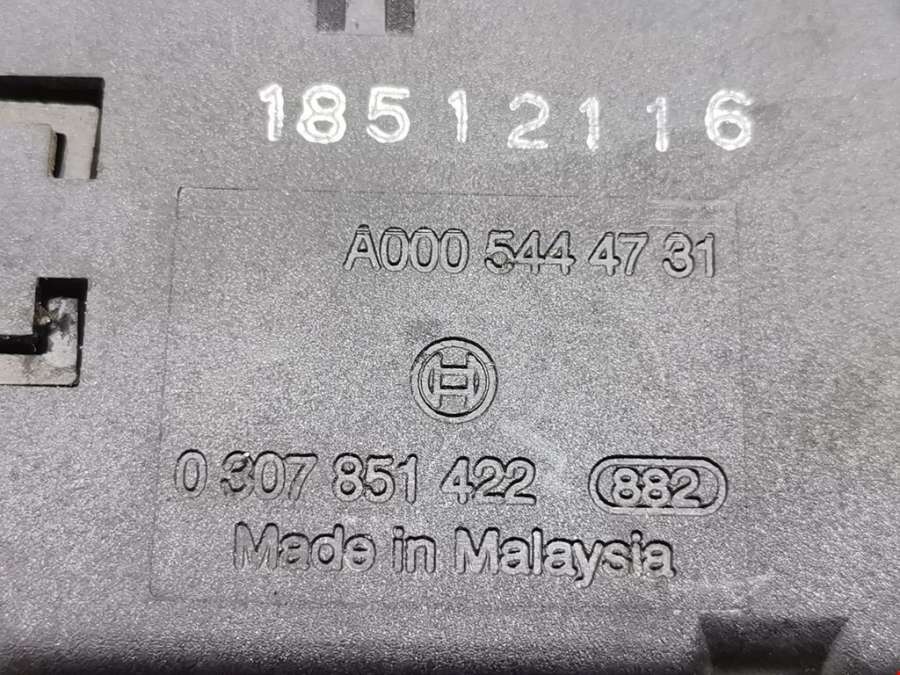 18512116
A000 544 47 31
0 307 851 422 882
Made in Malaysia